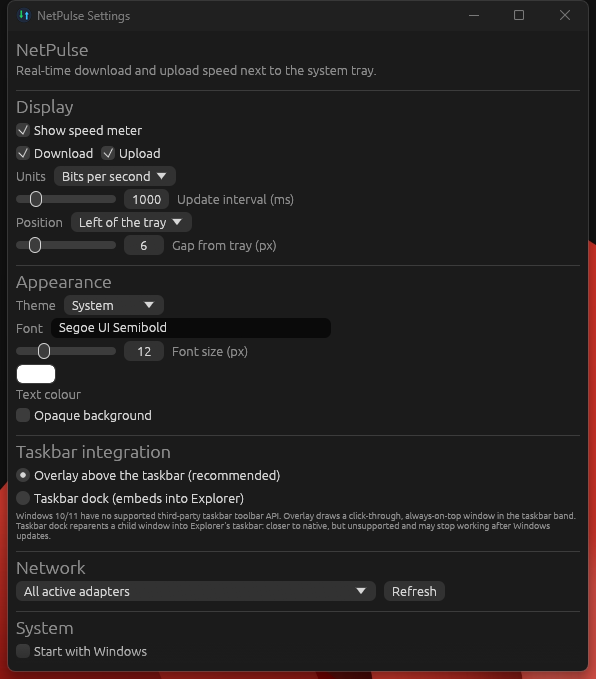 NetPulse Settings
NetPulse
Real-time download and upload speed next to the system tray.
Display
Show speed meter
Download Upload
Units Bits per second
1000 Update interval (ms)
Position Left of the tray
6 Gap from tray (px)
Appearance
Theme System
Font Segoe UI Semibold
12 Font size (px)
Text colour
Opaque background
Taskbar integration
Overlay above the taskbar (recommended)
Taskbar dock (embeds into Explorer)
Windows 10/11 have no supported third-party taskbar toolbar API. Overlay draws a click-through, always-on-top window in the taskbar band.
Taskbar dock reparents a child window into Explorer's taskbar: closer to native, but unsupported and may stop working after Windows
updates.
Network
All active adapters Refresh
System
Start with Windows